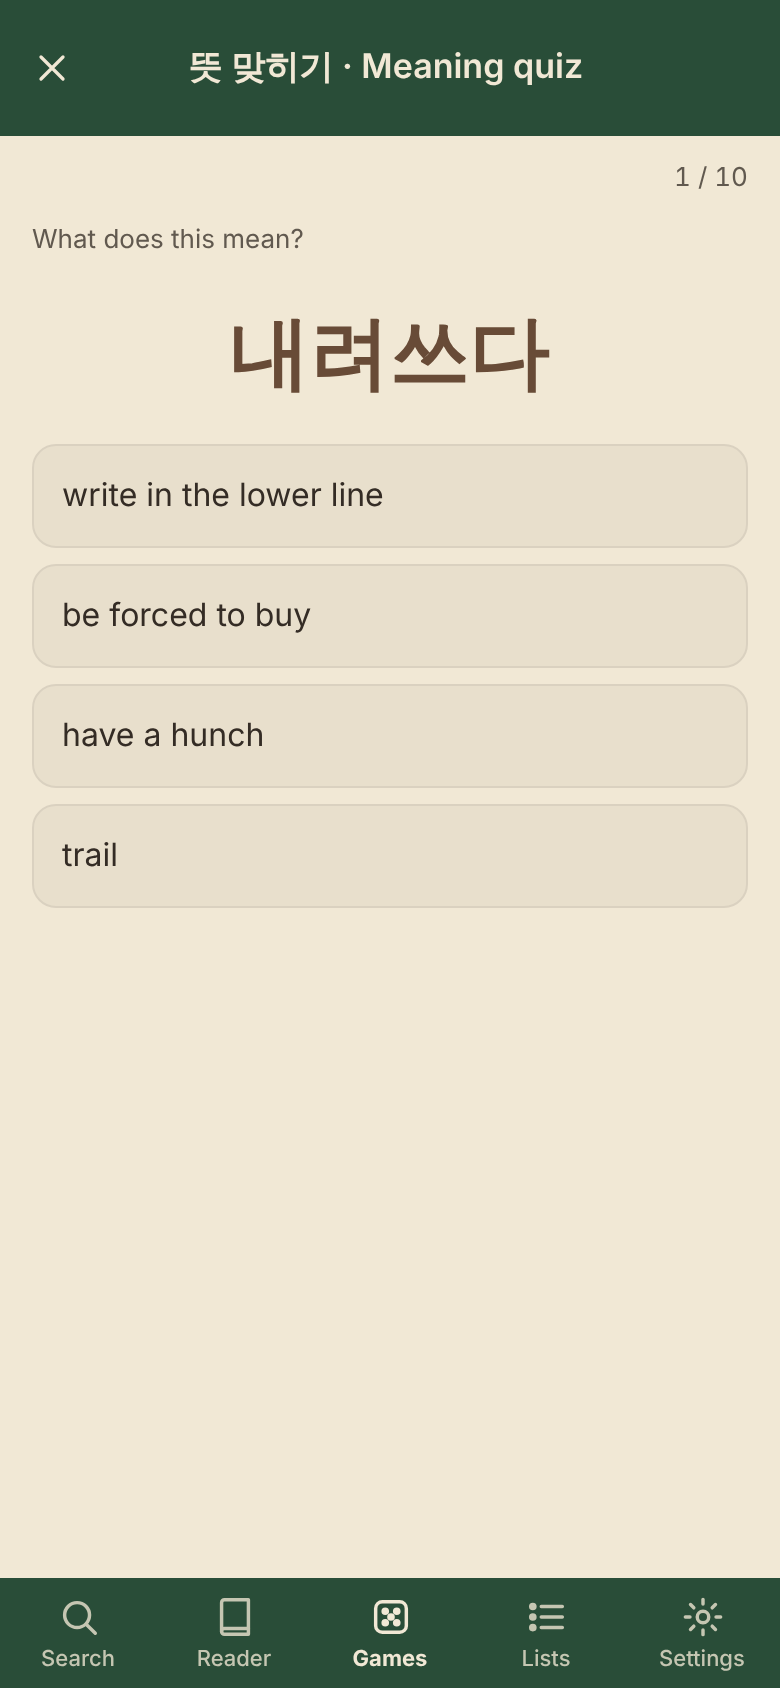 뜻 맞히기 · Meaning quiz
1 / 10
What does this mean?
내려쓰다
write in the lower line
be forced to buy
have a hunch
trail
Search
Reader
Games
Lists
Settings